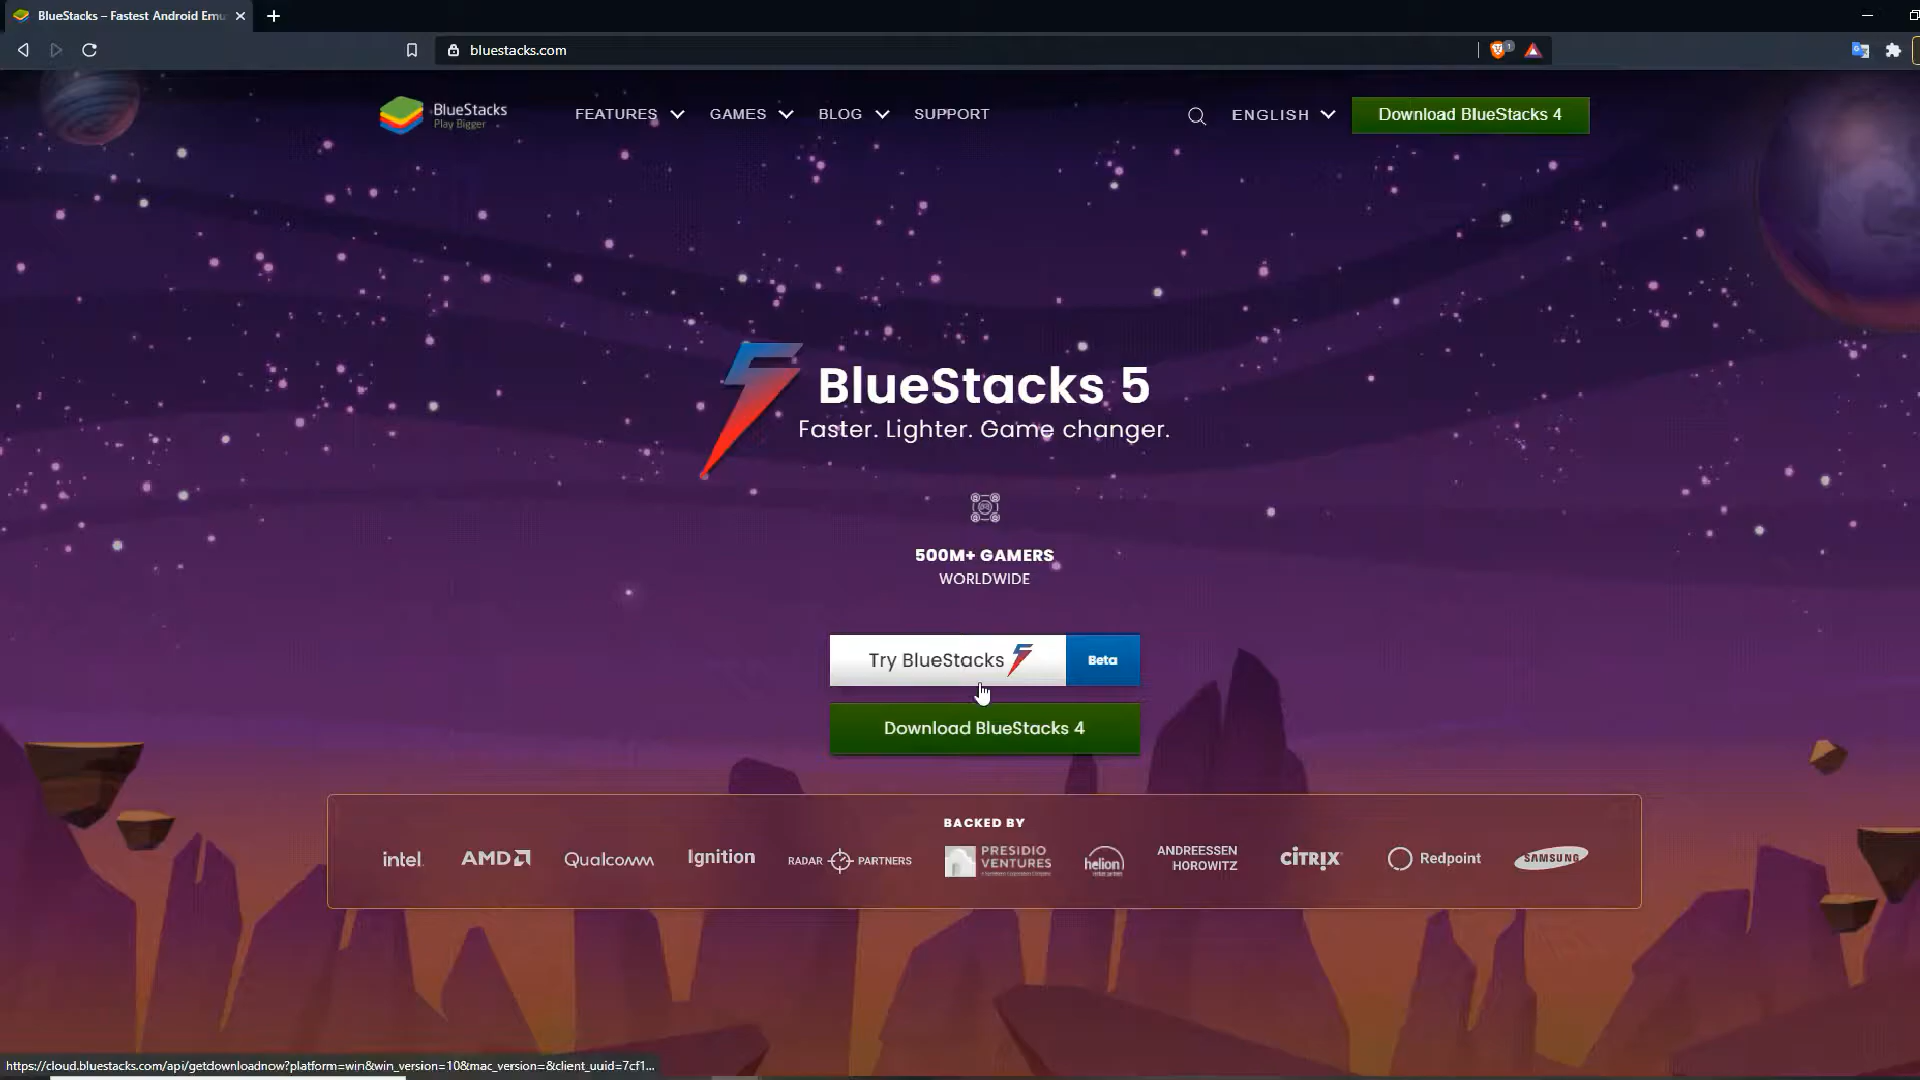 BlueStacks – Fastest Android Emu
bluestacks.com
1
BlueStacks
Play Bigger
FEATURES
GAMES
BLOG
SUPPORT
ENGLISH
Download BlueStacks 4
BlueStacks 5
Faster. Lighter. Game changer.
500M+ GAMERS
WORLDWIDE
Try BlueStacks 5
Beta
Download BlueStacks 4
BACKED BY
intel.
AMD
Qualcomm
Ignition
RADAR PARTNERS
PRESIDIO
VENTURES
helion
ANDREESSEN
HOROWITZ
CITRIX
Redpoint
SAMSUNG
https://cloud.bluestacks.com/api/getdownloadnow?platform=win&win_version=10&mac_version=&client_uuid=7cf1...